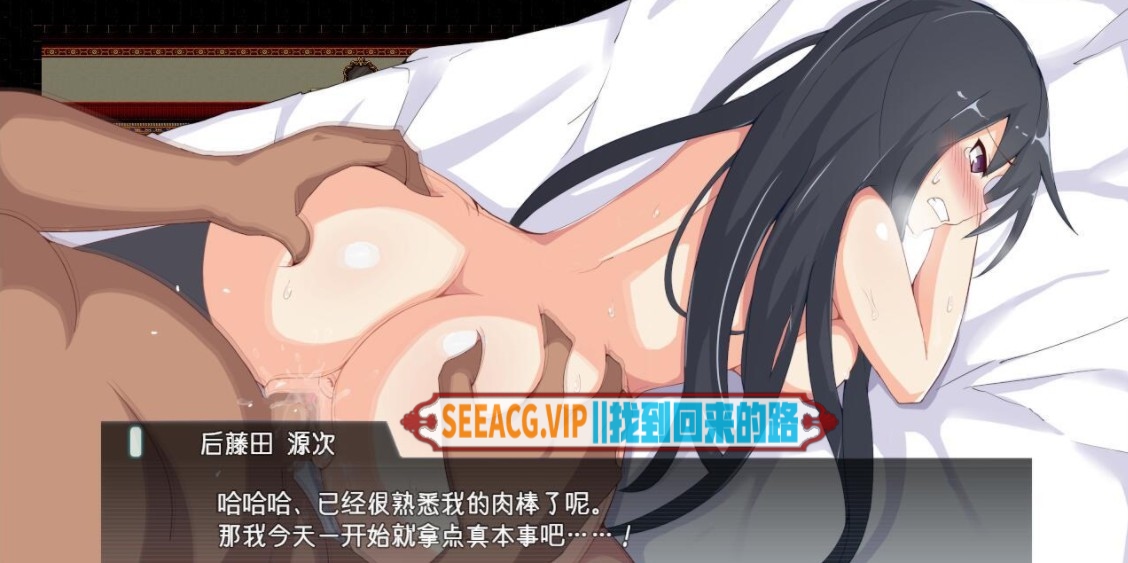 SEEACG.VIP||找到回来的路
后藤田 源次
哈哈哈、已经很熟悉我的肉棒了呢。
那我今天一开始就拿点真本事吧……！